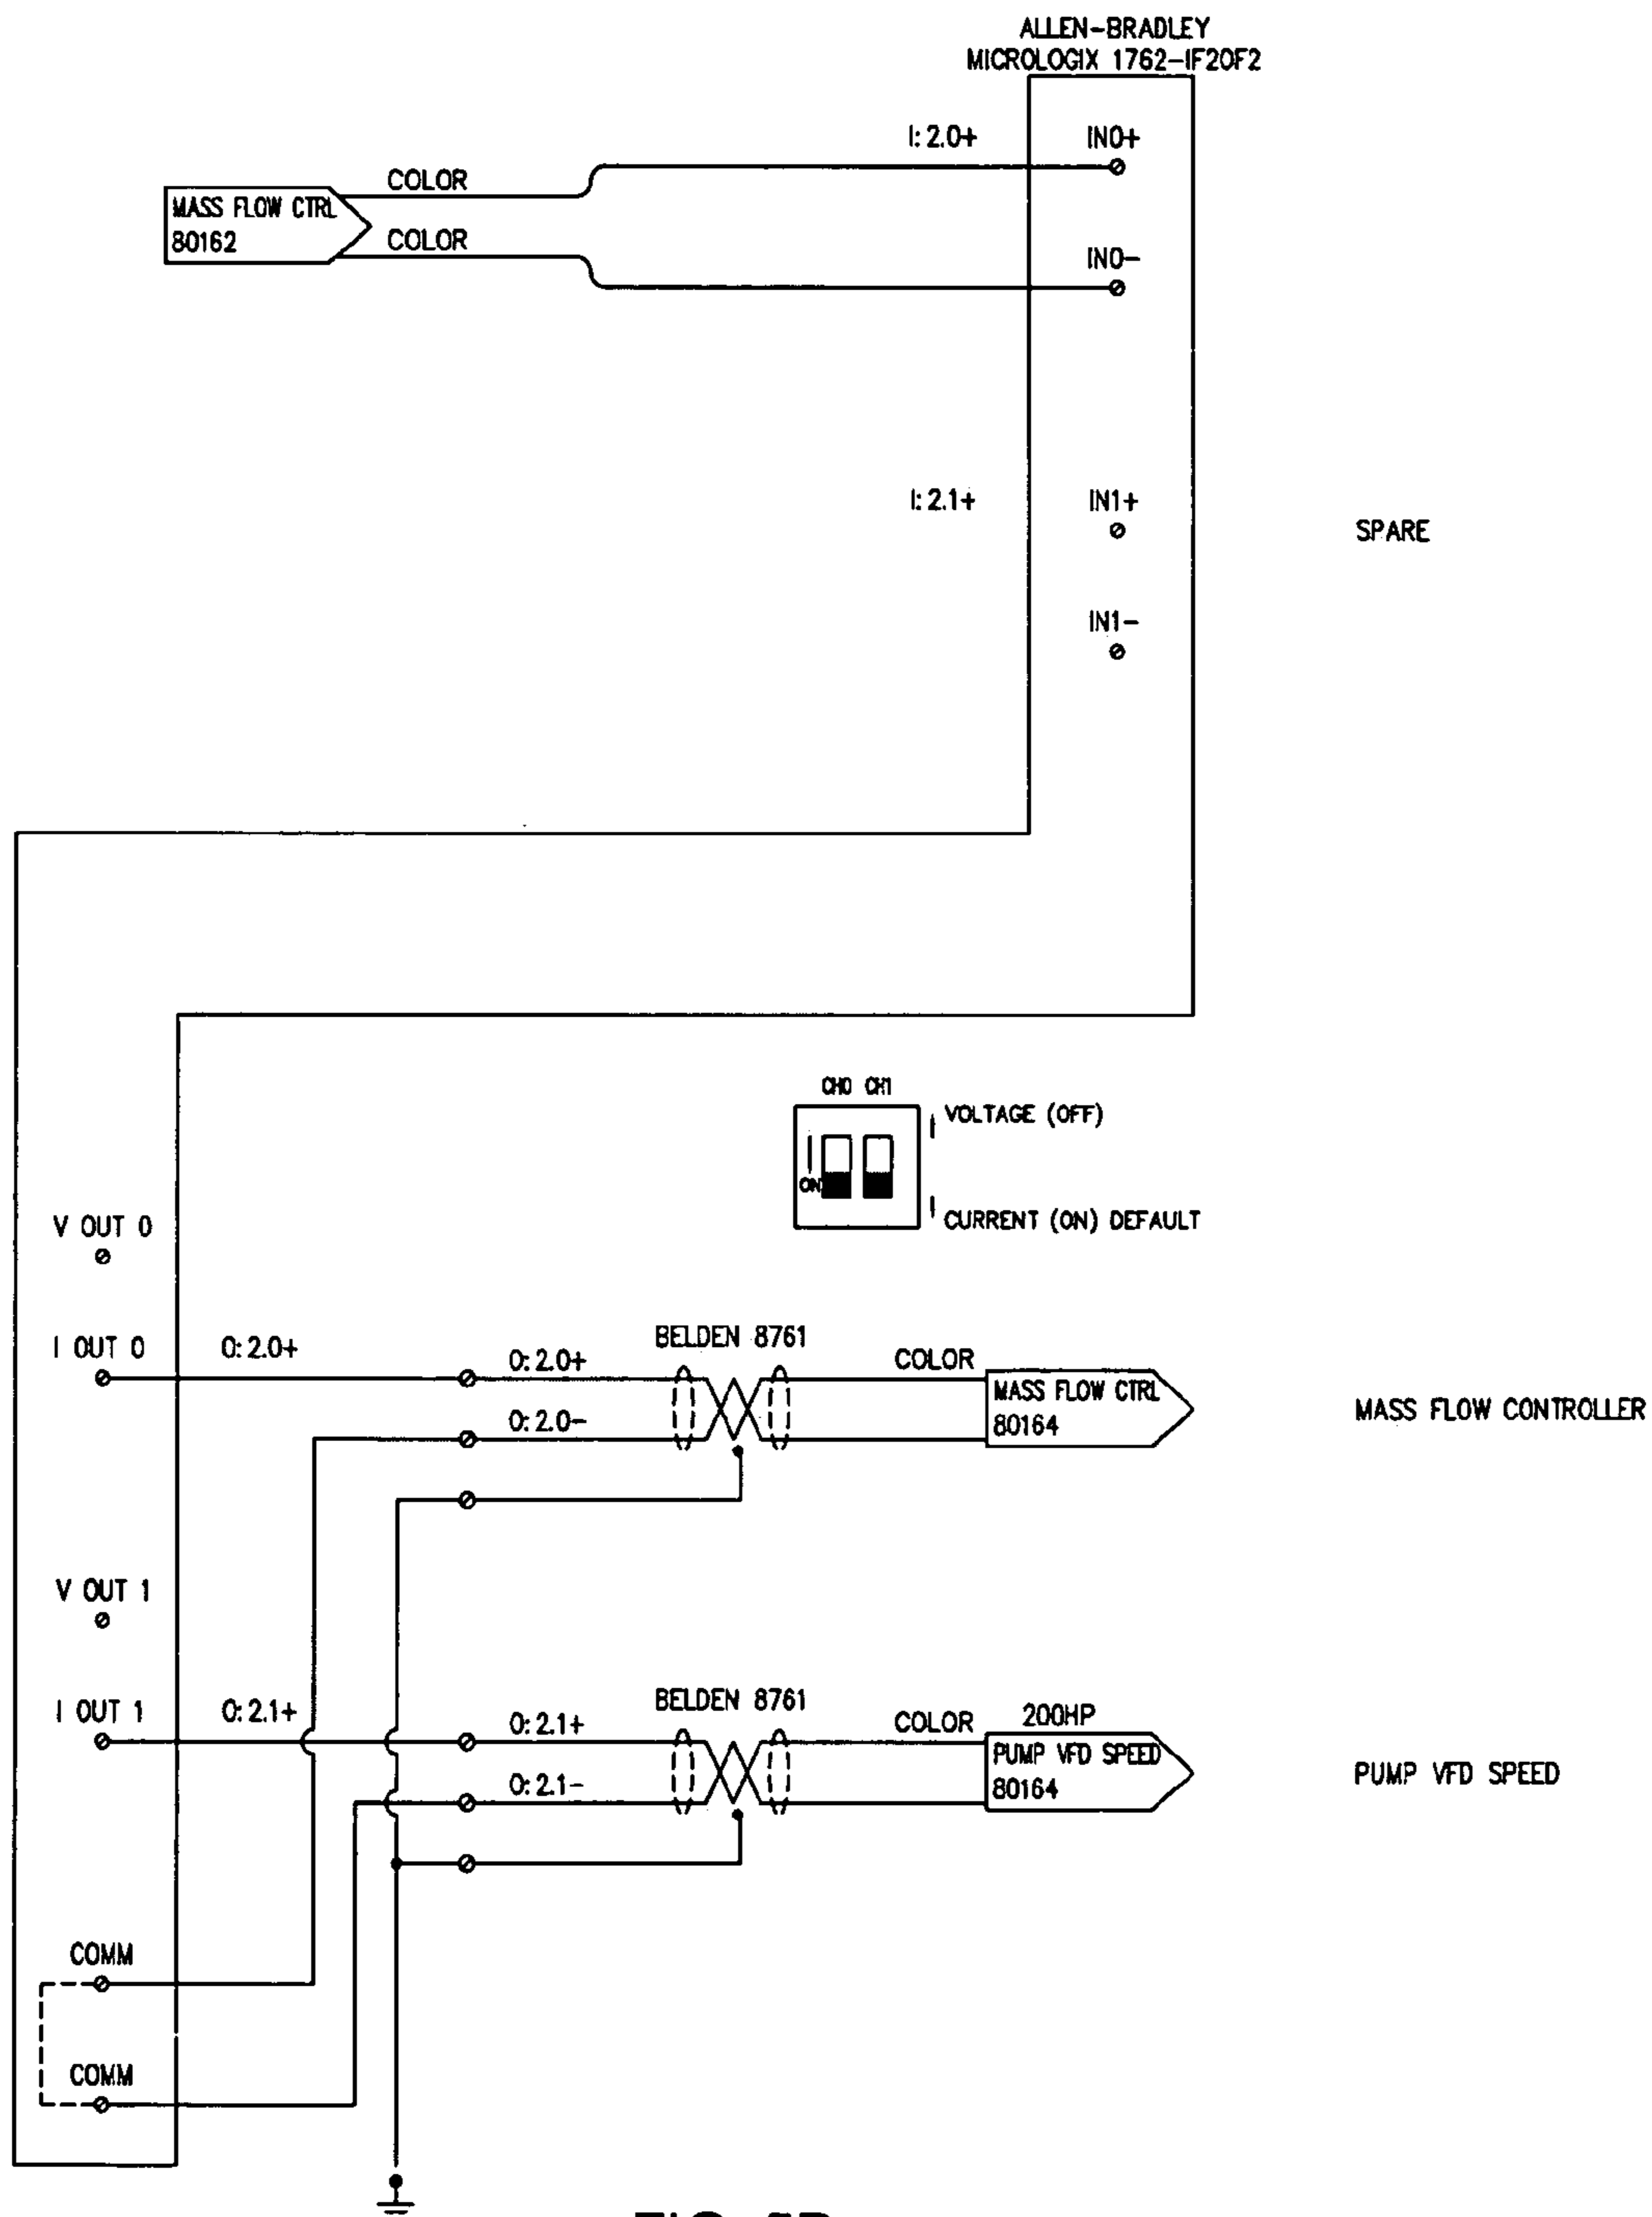 ALLEN-BRADLEY
MICROLOGIX 1762-IF2OF2
I:2.0+
IN0+
COLOR
MASS FLOW CTRL
80162
COLOR
IN0-
I:2.1+
IN1+
SPARE
IN1-
CH0 CH1
VOLTAGE (OFF)
ON
CURRENT (ON) DEFAULT
V OUT 0
I OUT 0
O:2.0+
O:2.0+
BELDEN 8761
COLOR
MASS FLOW CTRL
80164
MASS FLOW CONTROLLER
O:2.0-
V OUT 1
I OUT 1
O:2.1+
O:2.1+
BELDEN 8761
COLOR
200HP
PUMP VFD SPEED
80164
PUMP VFD SPEED
O:2.1-
COMM
COMM